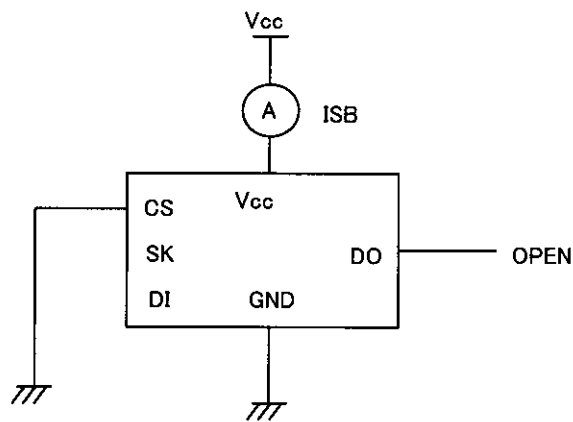 Vcc
A ISB
CS Vcc
SK DO OPEN
DI GND